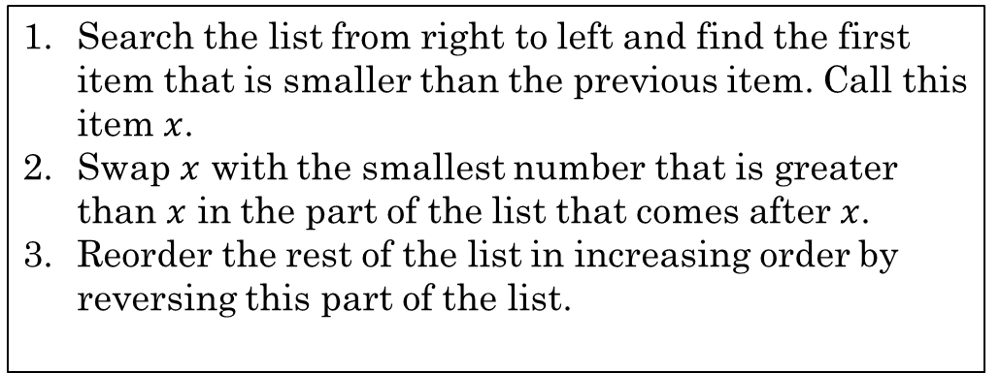 1. Search the list from right to left and find the first
item that is smaller than the previous item. Call this
item x.
2. Swap x with the smallest number that is greater
than x in the part of the list that comes after x.
3. Reorder the rest of the list in increasing order by
reversing this part of the list.